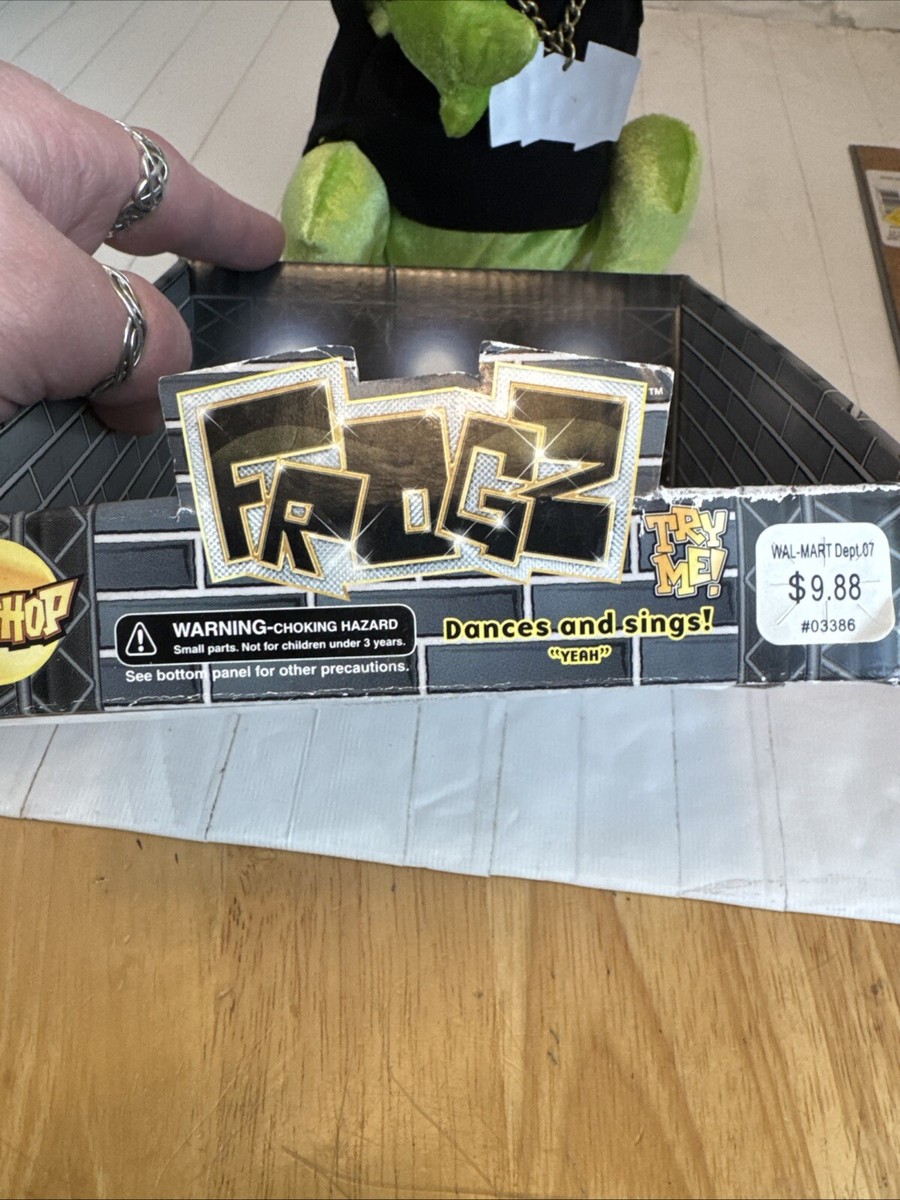 FROGZ
™
TRY
ME!
HOP
WARNING-CHOKING HAZARD
Small parts. Not for children under 3 years.
See bottom panel for other precautions.
Dances and sings!
"YEAH"
WAL-MART Dept.07
$9.88
#03386